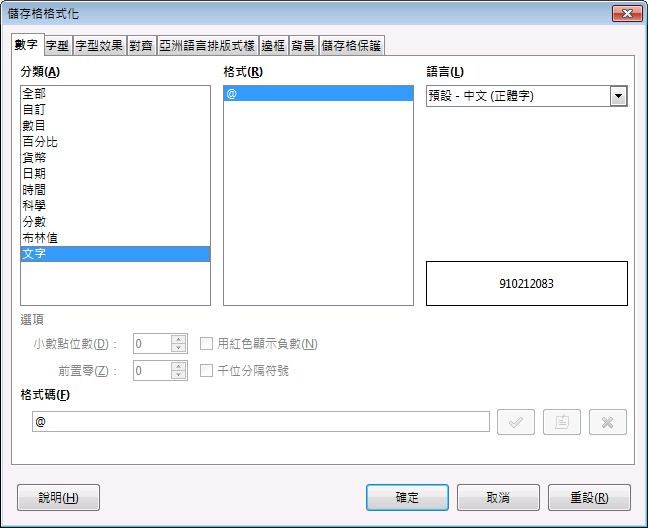 儲存格格式化
數字 字型 字型效果 對齊 亞洲語言排版式樣 邊框 背景 儲存格保護
分類(A)
全部
自訂
數目
百分比
貨幣
日期
時間
科學
分數
布林值
文字
格式(R)
@
語言(L)
預設 - 中文 (正體字)
910212083
選項
小數點位數(D)： 0 用紅色顯示負數(N)
前置零(Z)： 0 千位分隔符號
格式碼(F)
@
說明(H) 確定 取消 重設(R)